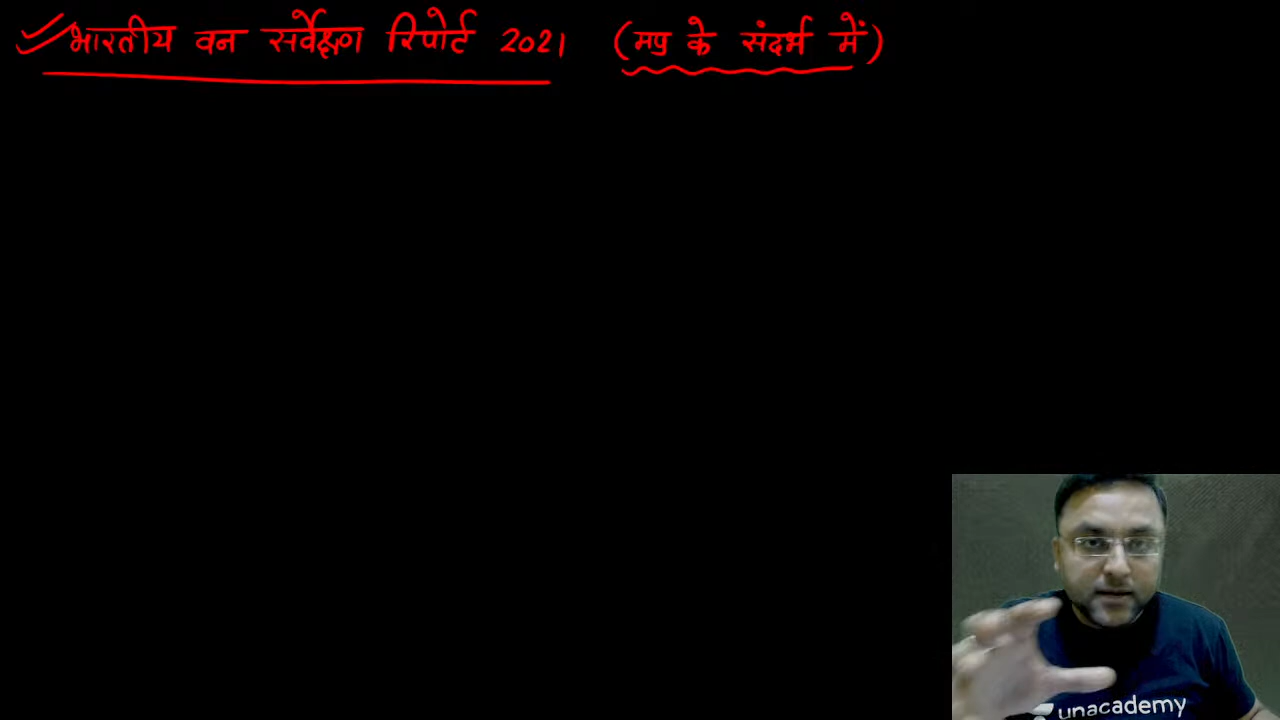 भारतीय वन सर्वेक्षण रिपोर्ट 2021 (मप्र के संदर्भ में)
unacademy